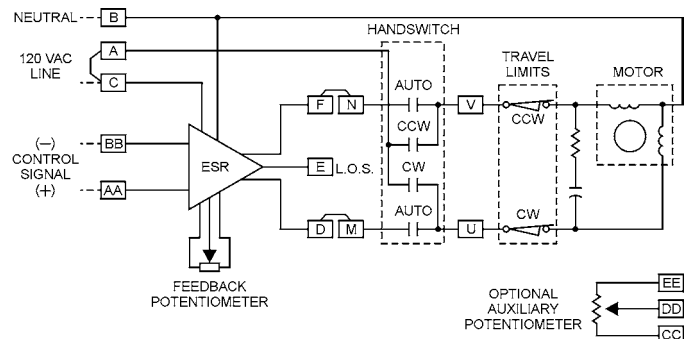 NEUTRAL
B
HANDSWITCH
A
120 VAC
LINE
C
TRAVEL
LIMITS
MOTOR
AUTO
F
N
V
CCW
CCW
(−)
BB
CONTROL
SIGNAL
(+)
AA
ESR
E
L.O.S.
CW
AUTO
CW
D
M
U
FEEDBACK
POTENTIOMETER
OPTIONAL
AUXILIARY
POTENTIOMETER
EE
DD
CC